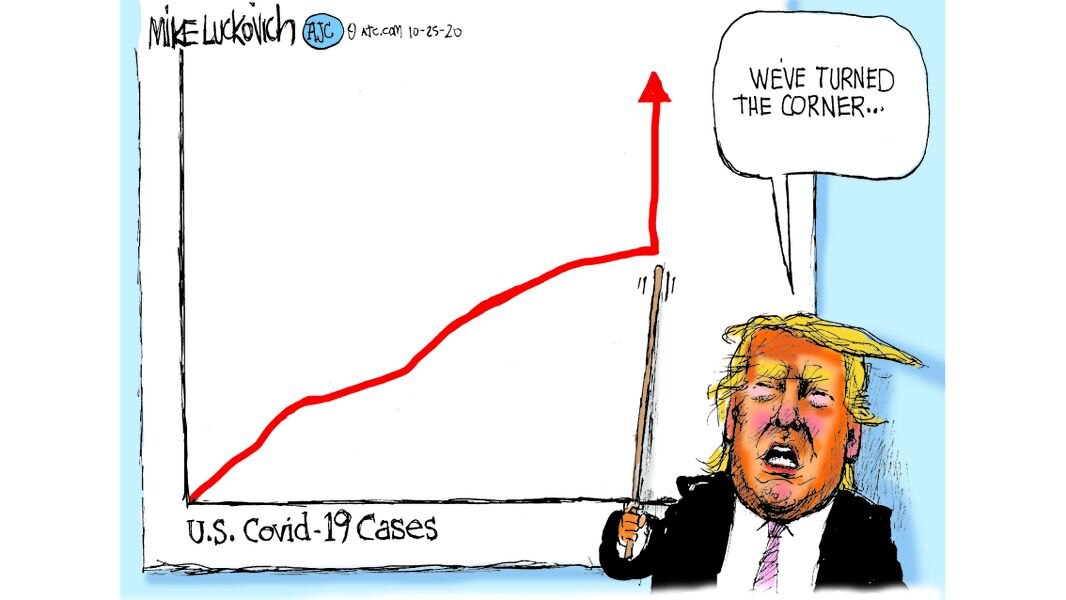 MIKE LUCKOVICH AJC © AJC.COM 10-25-20
WE'VE TURNED
THE CORNER...
U.S. Covid-19 Cases